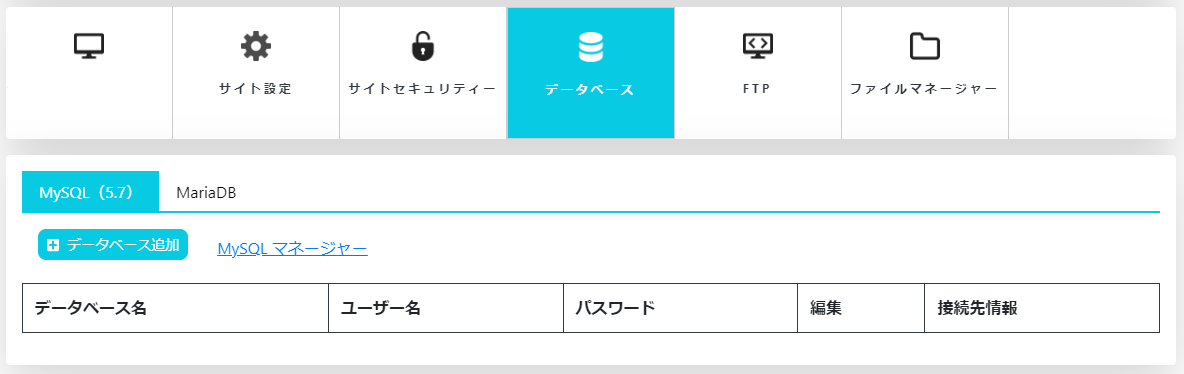 サイト設定
サイトセキュリティー
データベース
FTP
ファイルマネージャー
MySQL（5.7）
MariaDB
データベース追加
MySQL マネージャー
データベース名 ユーザー名 パスワード 編集 接続先情報